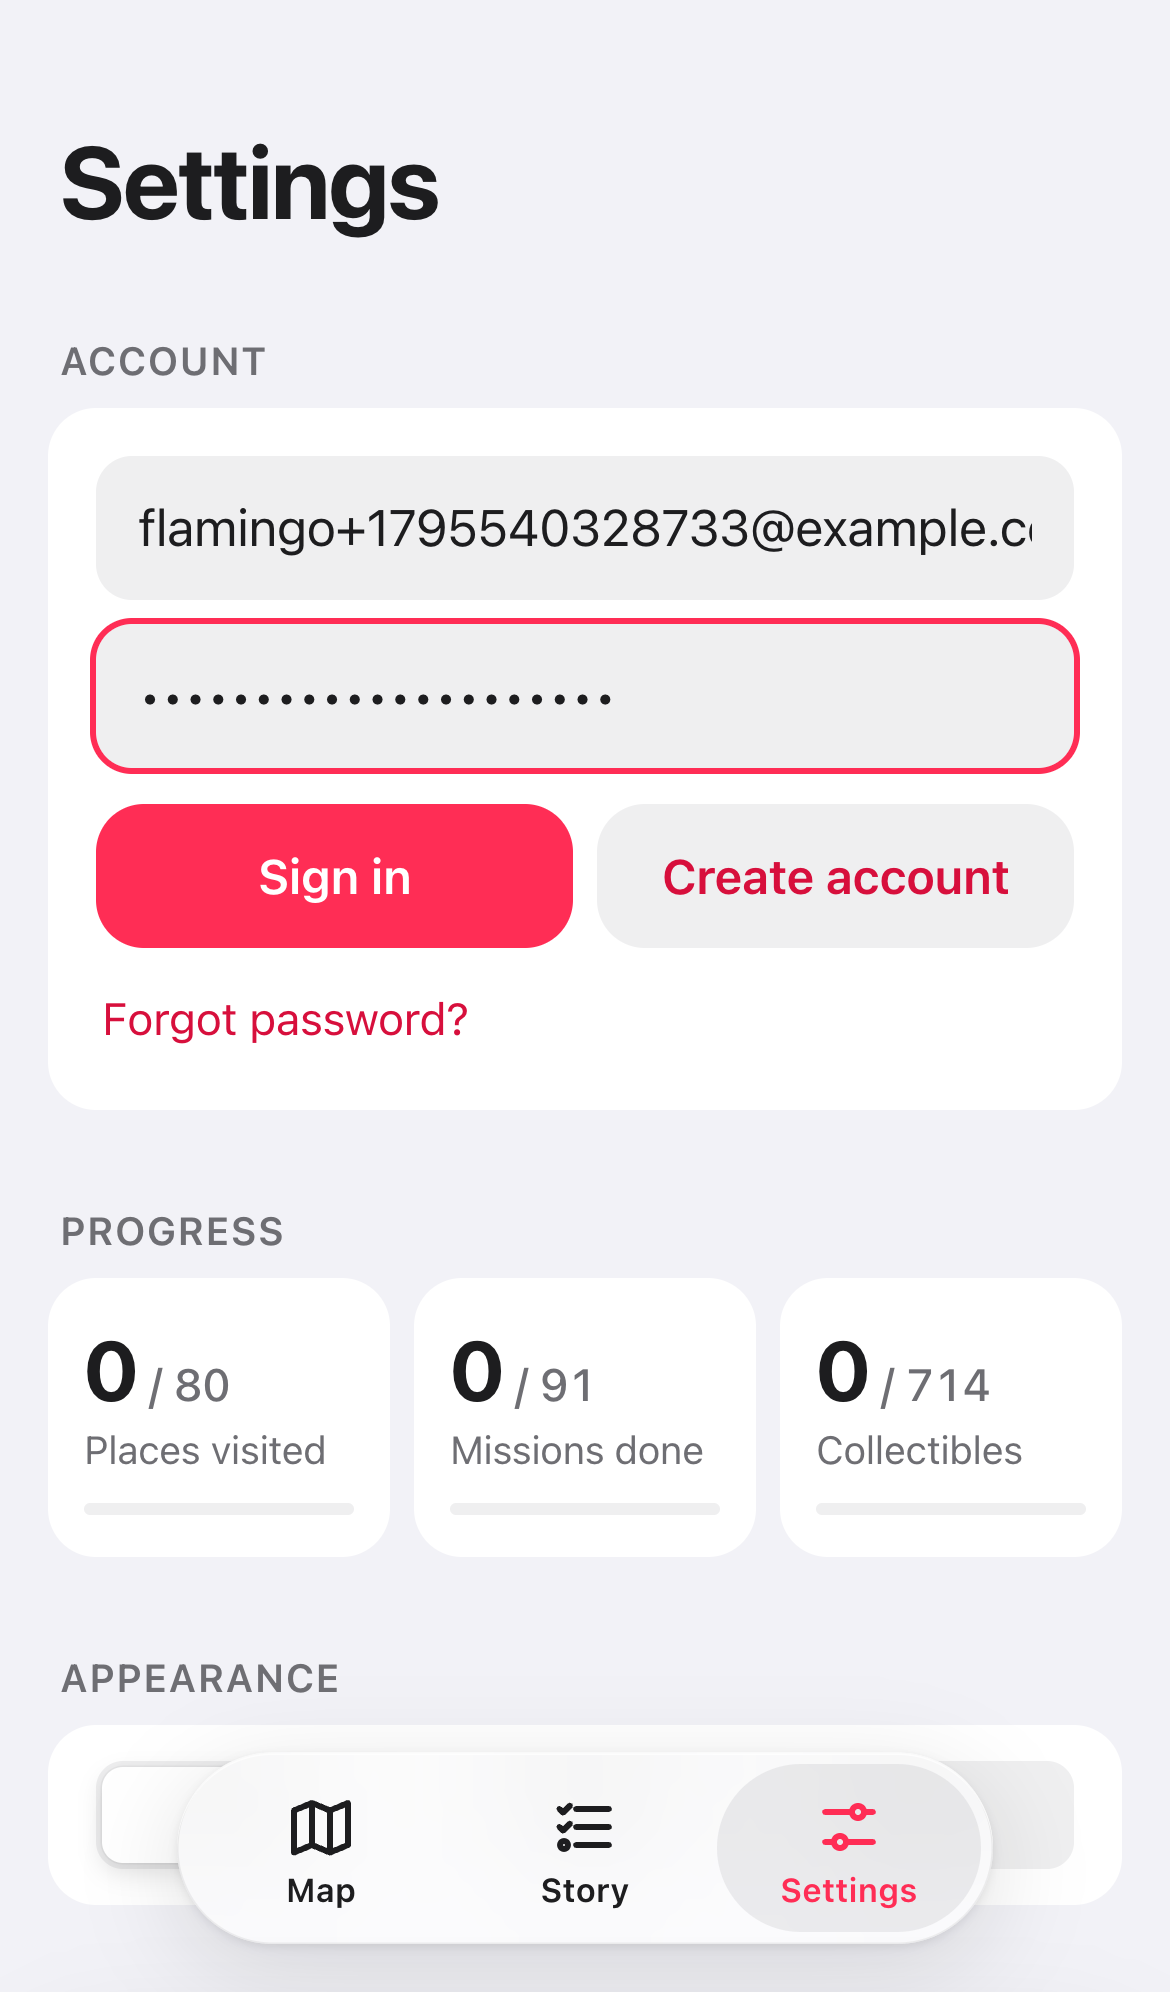 Settings
ACCOUNT
flamingo+1795540328733@example.c
•••••••••••••••••••••
Sign in
Create account
Forgot password?
PROGRESS
0 / 80
Places visited
0 / 91
Missions done
0 / 714
Collectibles
APPEARANCE
Map
Story
Settings